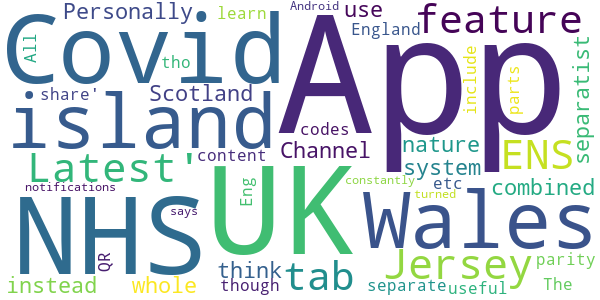 Personally learn Android use feature
Covid App
All tho England include parts separatist
share' Scotland
island codes
Latest' content Channel nature ENS
system
notifications Eng constantly etc combined
NHS UK Wales
says turned
QR think tab Jersey parity
instead whole though separate useful The